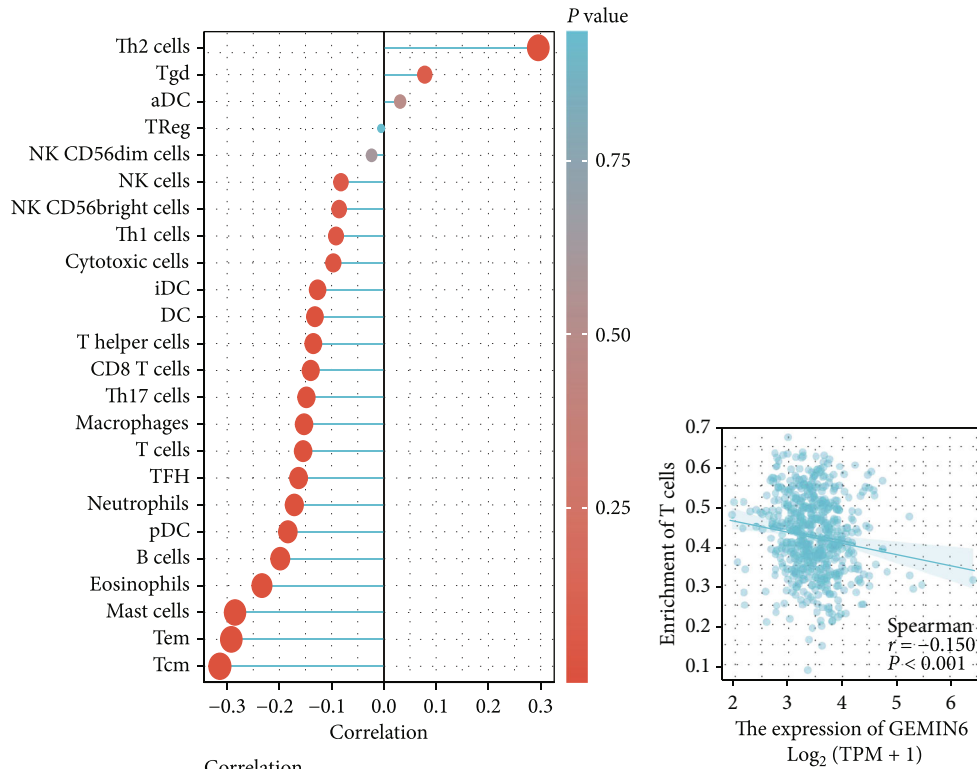 P value
Th2 cells
Tgd
aDC
TReg
NK CD56dim cells
NK cells
NK CD56bright cells
Th1 cells
Cytotoxic cells
iDC
DC
T helper cells
CD8 T cells
Th17 cells
Macrophages
T cells
TFH
Neutrophils
pDC
B cells
Eosinophils
Mast cells
Tem
Tcm
−0.3 −0.2 −0.1 0.0 0.1 0.2 0.3
Correlation
0.75
0.50
0.25
Correlation
0.7
0.6
0.5
0.4
0.3
0.2
0.1
Enrichment of T cells
Spearman
r = −0.150
P < 0.001
2 3 4 5 6
The expression of GEMIN6
Log₂ (TPM + 1)